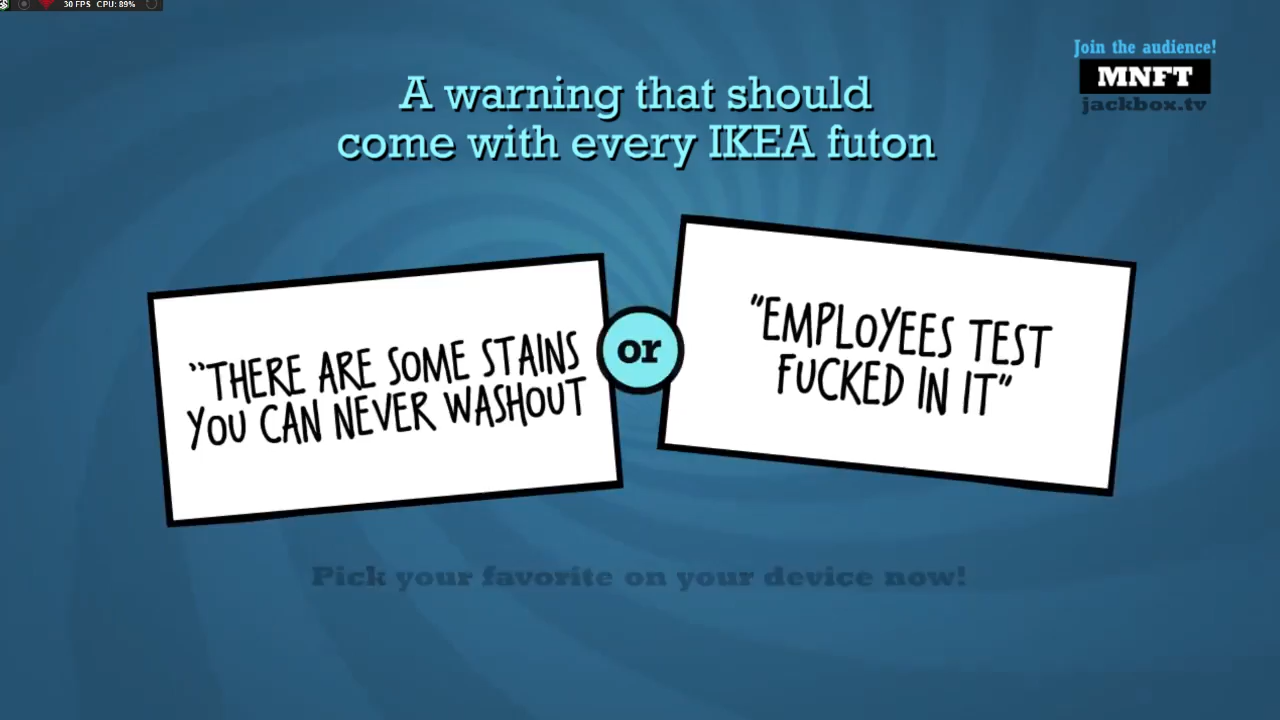 30 FPS CPU: 89%
Join the audience!
MNFT
jackbox.tv
A warning that should
come with every IKEA futon
"THERE ARE SOME STAINS
YOU CAN NEVER WASHOUT
or
"EMPLOYEES TEST
FUCKED IN IT"
Pick your favorite on your device now!